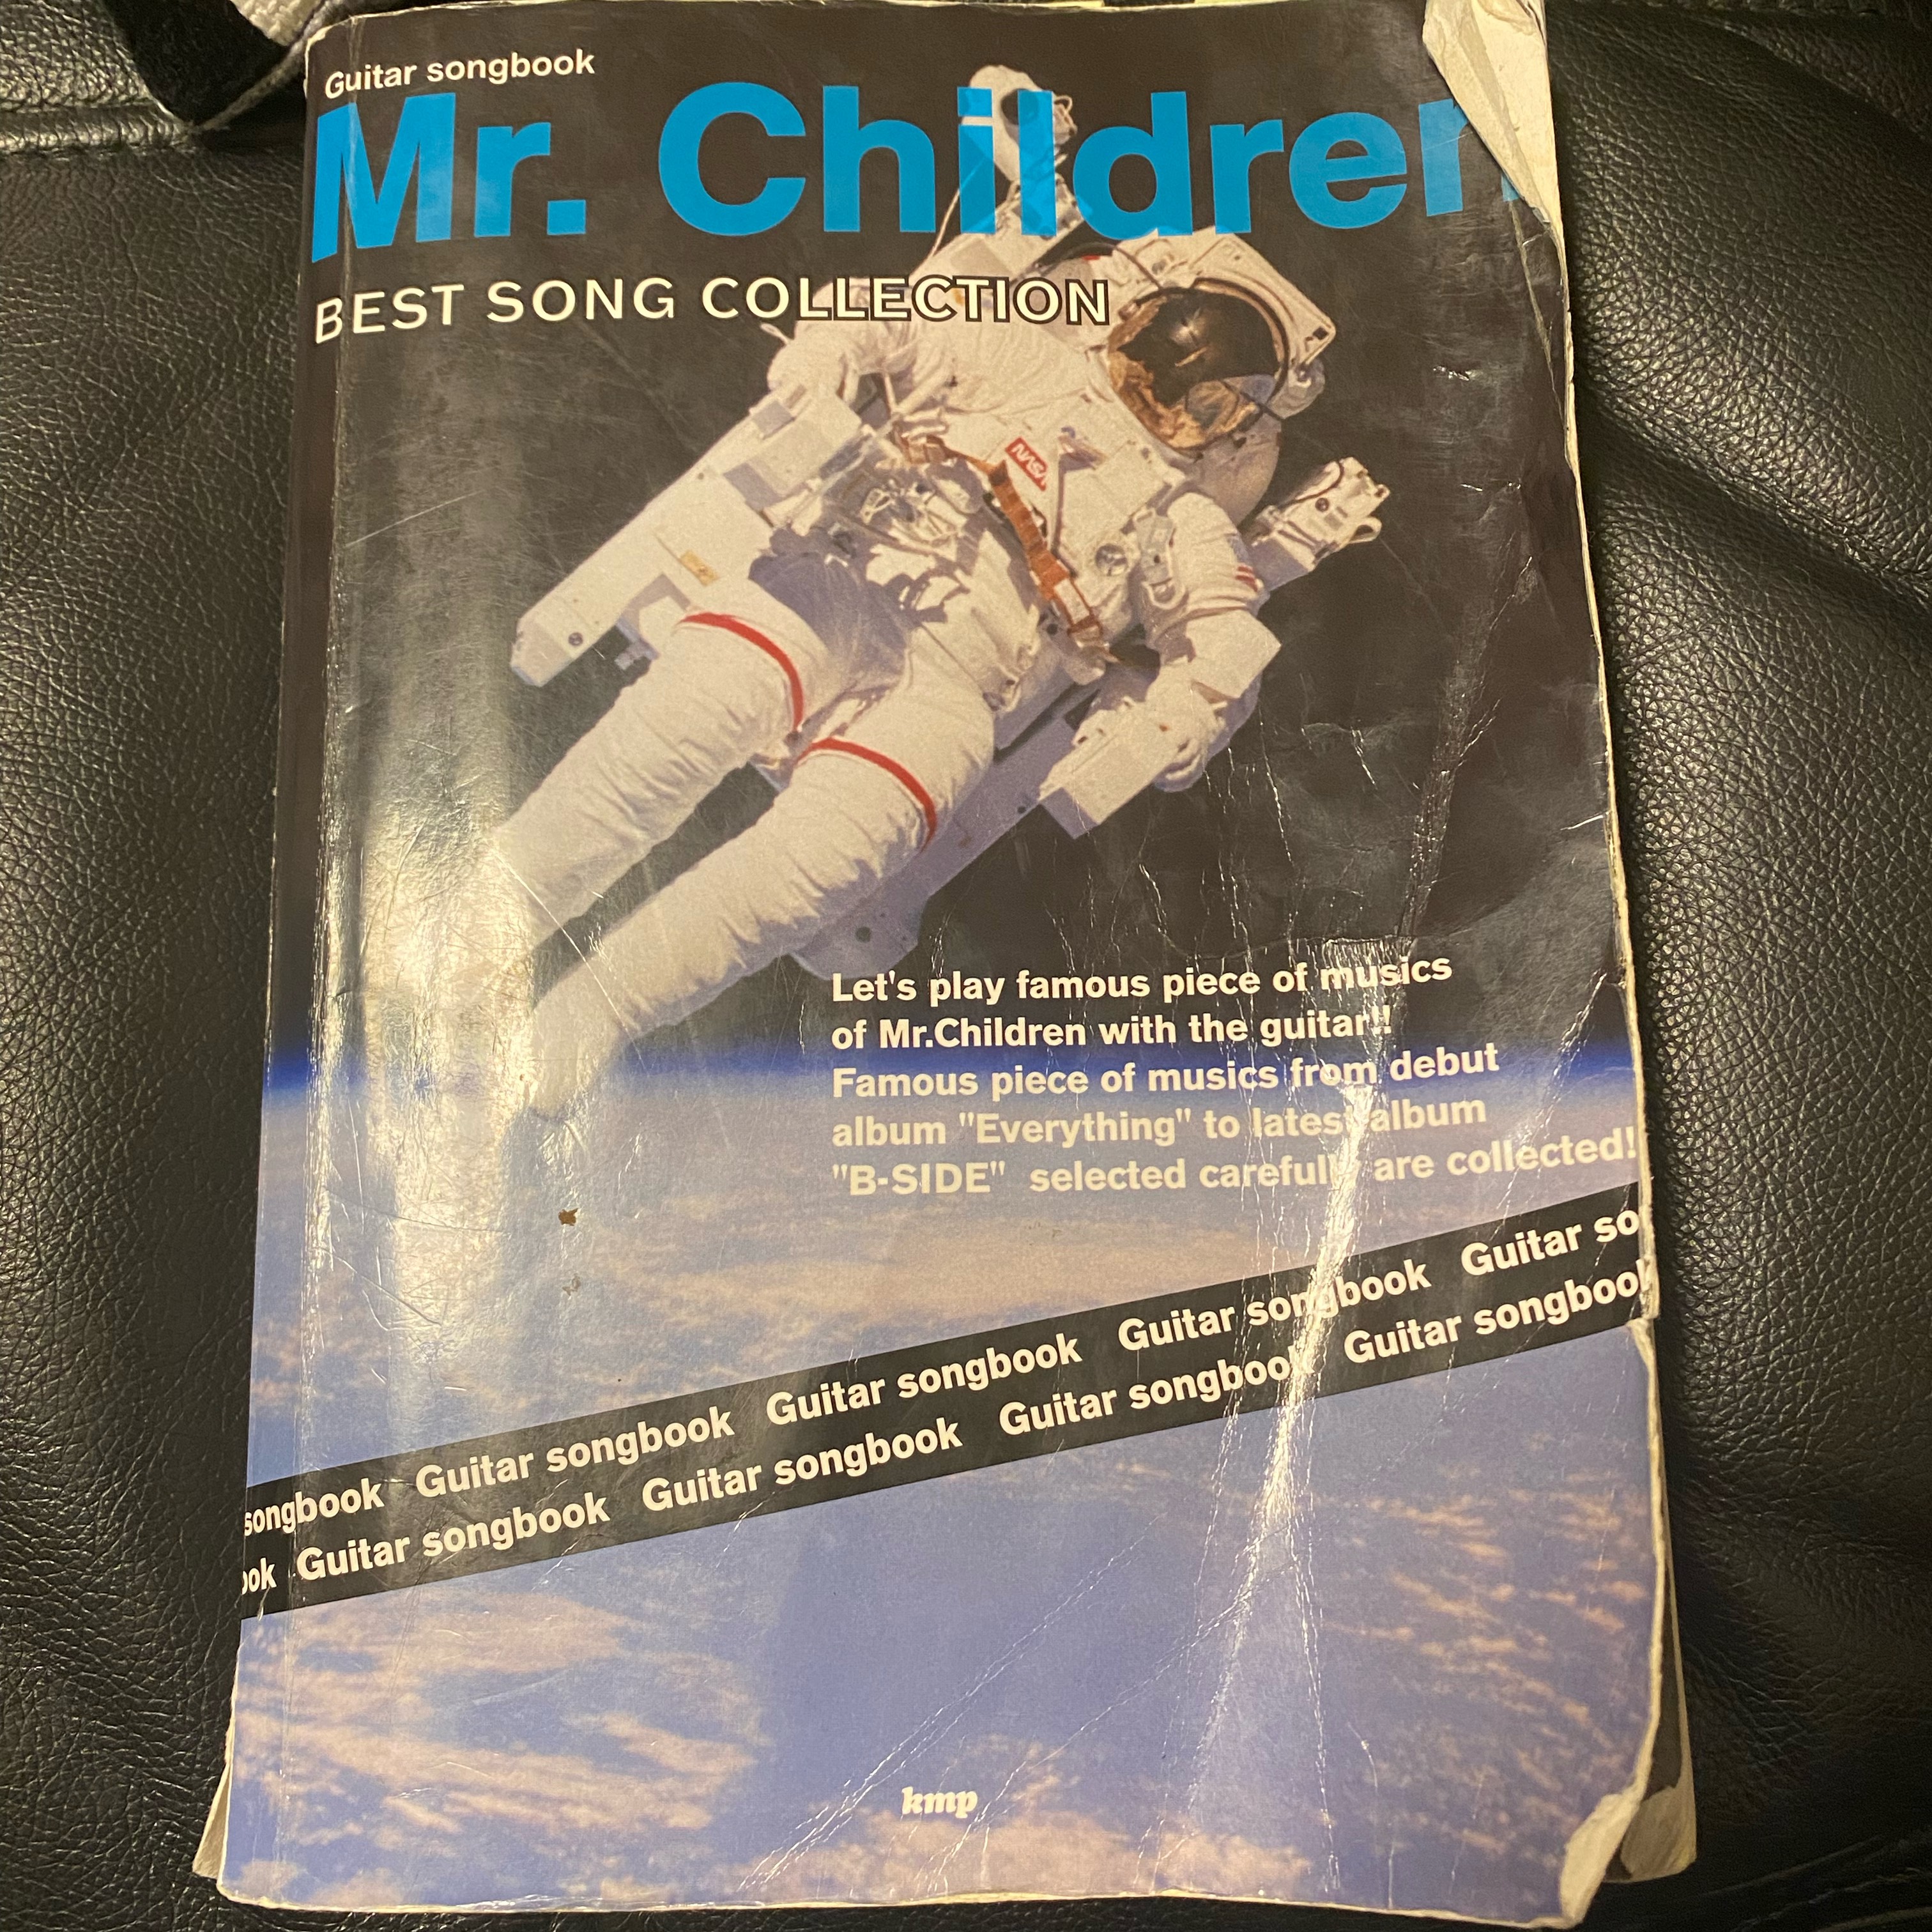 Guitar songbook
Mr. Children
BEST SONG COLLECTION
NASA
Let's play famous piece of musics
of Mr.Children with the guitar!!
Famous piece of musics from debut
album "Everything" to latest album
"B-SIDE" selected carefully are collected!
songbook Guitar songbook Guitar songbook Guitar songbook Guitar so
ook Guitar songbook Guitar songbook Guitar songbook Guitar songbook
kmp